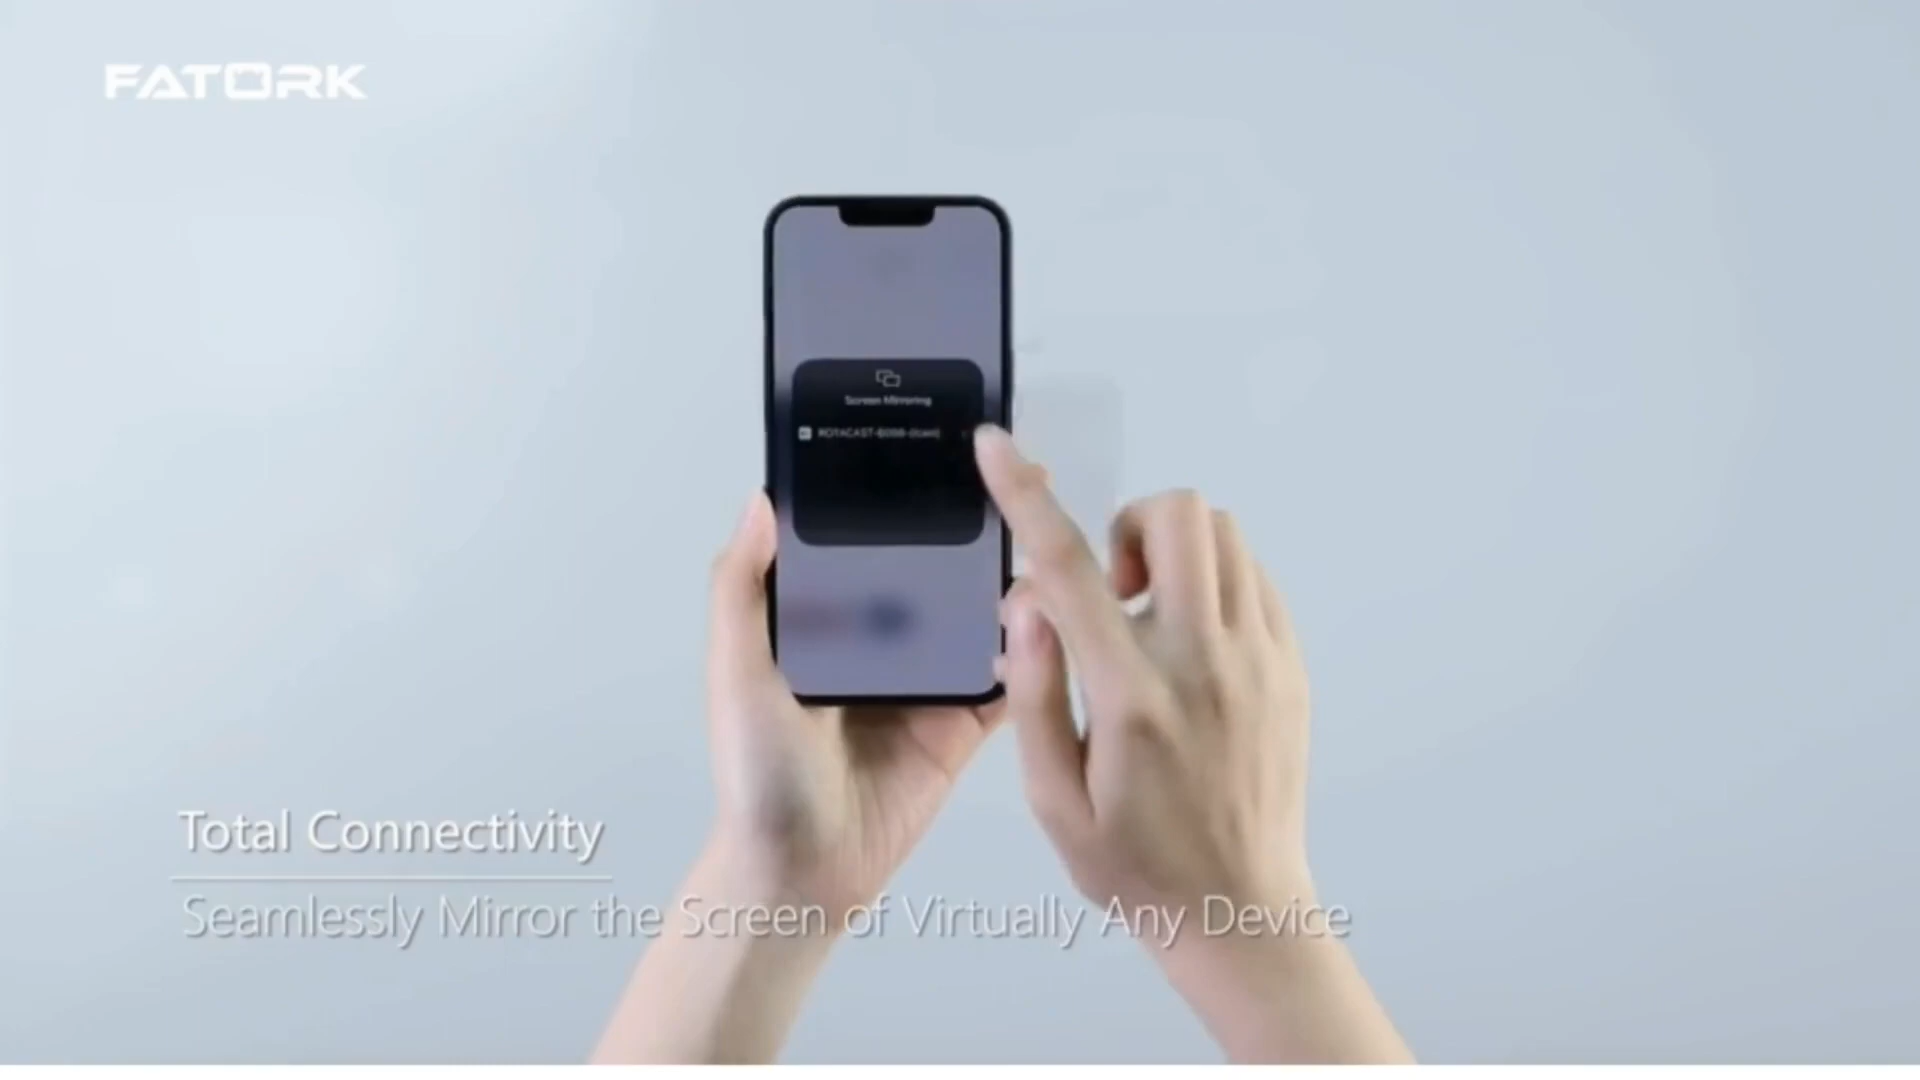 FATORK
Screen Mirroring
Total Connectivity
Seamlessly Mirror the Screen of Virtually Any Device